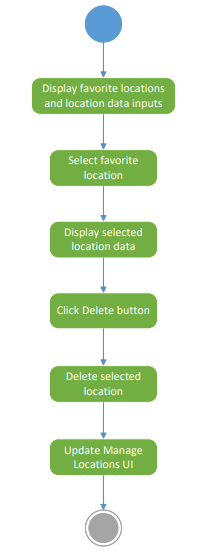 Display favorite locations
and location data inputs
Select favorite
location
Display selected
location data
Click Delete button
Delete selected
location
Update Manage
Locations UI